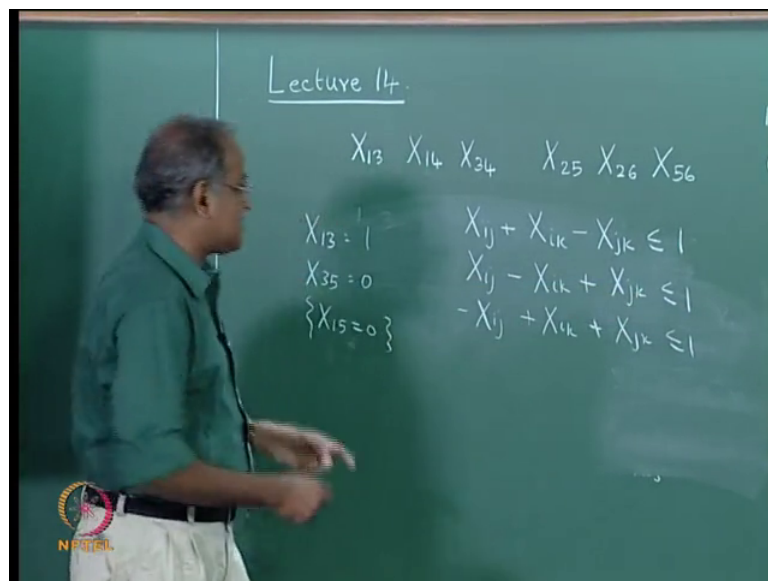 Lecture 14.
X₁₃ X₁₄ X₃₄ X₂₅ X₂₆ X₅₆
X₁₃ = 1
X₃₅ = 0
{X₁₅ = 0}
Xᵢⱼ + Xᵢₖ − Xⱼₖ ≤ 1
Xᵢⱼ − Xᵢₖ + Xⱼₖ ≤ 1
−Xᵢⱼ + Xᵢₖ + Xⱼₖ ≤ 1
NPTEL